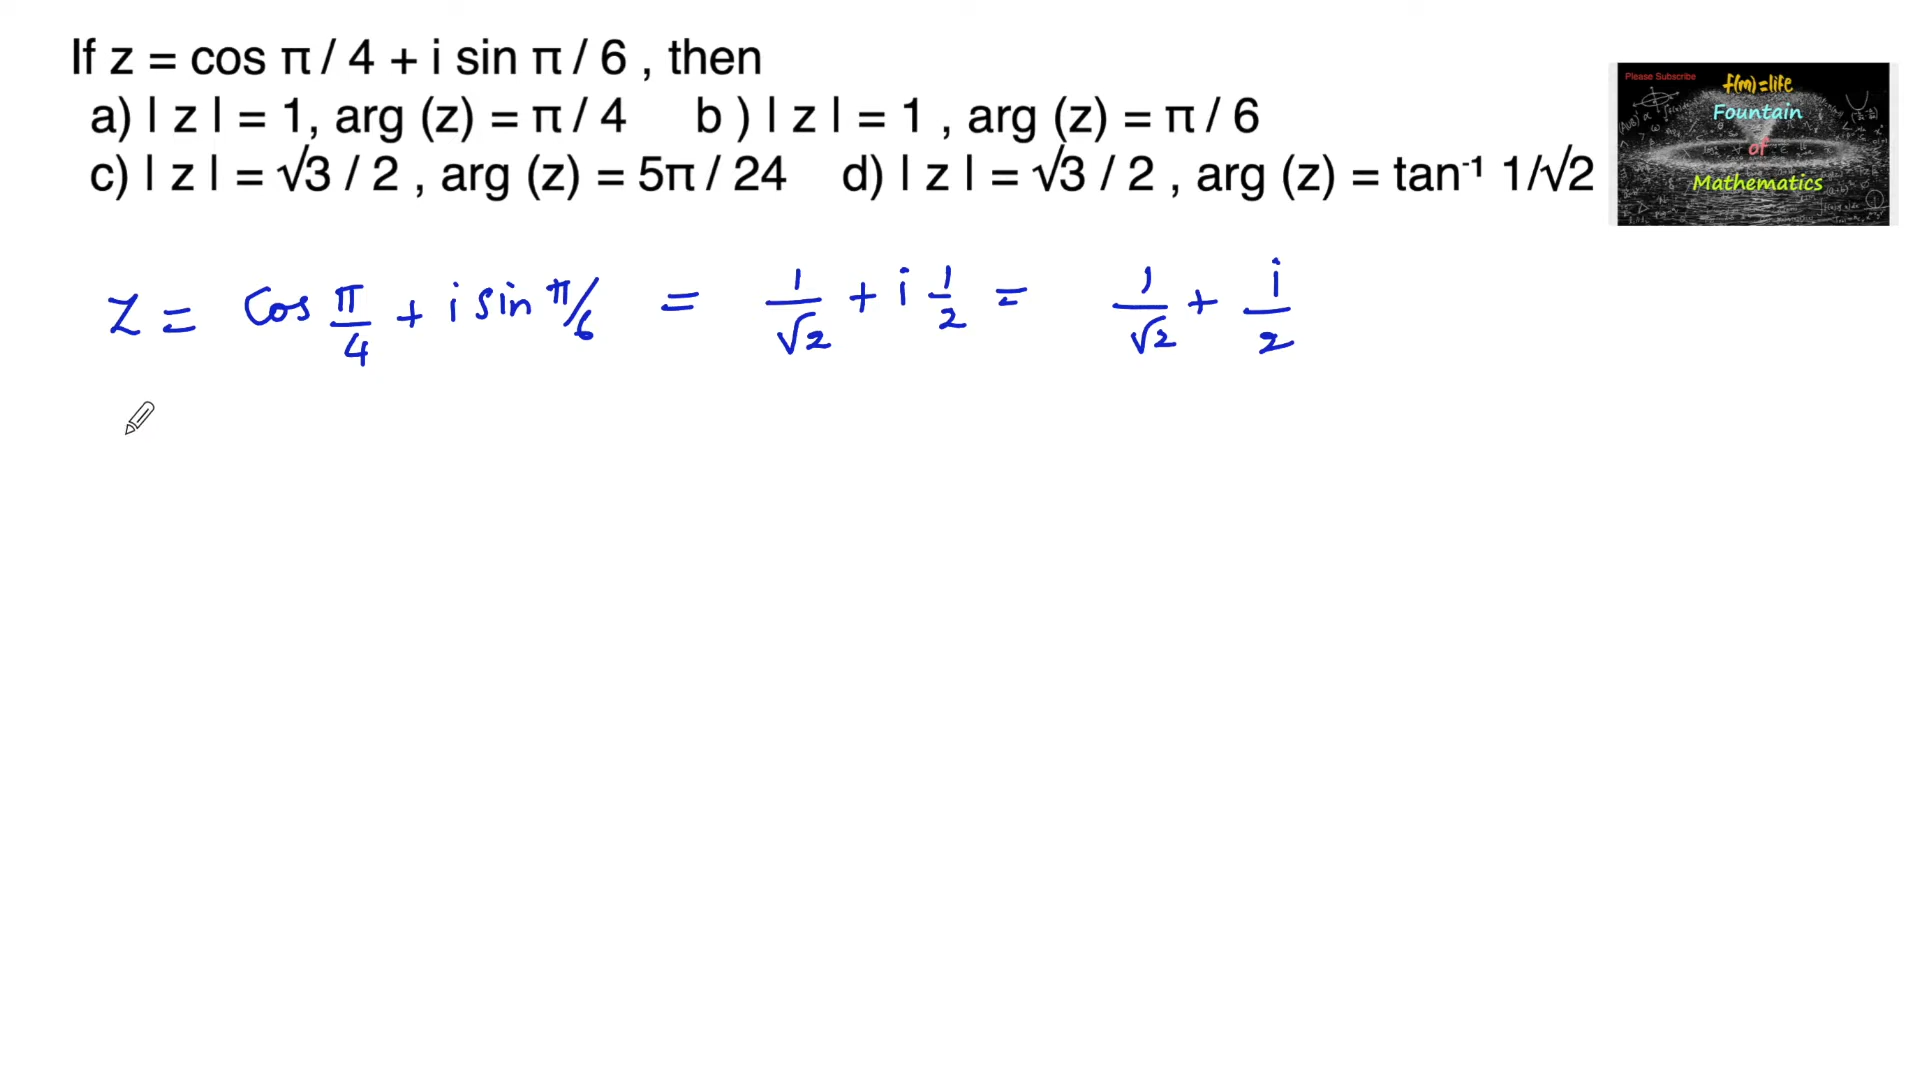 If z = cos π / 4 + i sin π / 6 , then
a) | z | = 1, arg (z) = π / 4 b ) | z | = 1 , arg (z) = π / 6
c) | z | = √3 / 2 , arg (z) = 5π / 24 d) | z | = √3 / 2 , arg (z) = tan⁻¹ 1/√2
Please Subscribe
f(m)=life
Fountain
of
Mathematics
z = cos π/4 + i sin π/6 = 1/√2 + i 1/2 = 1/√2 + i/2